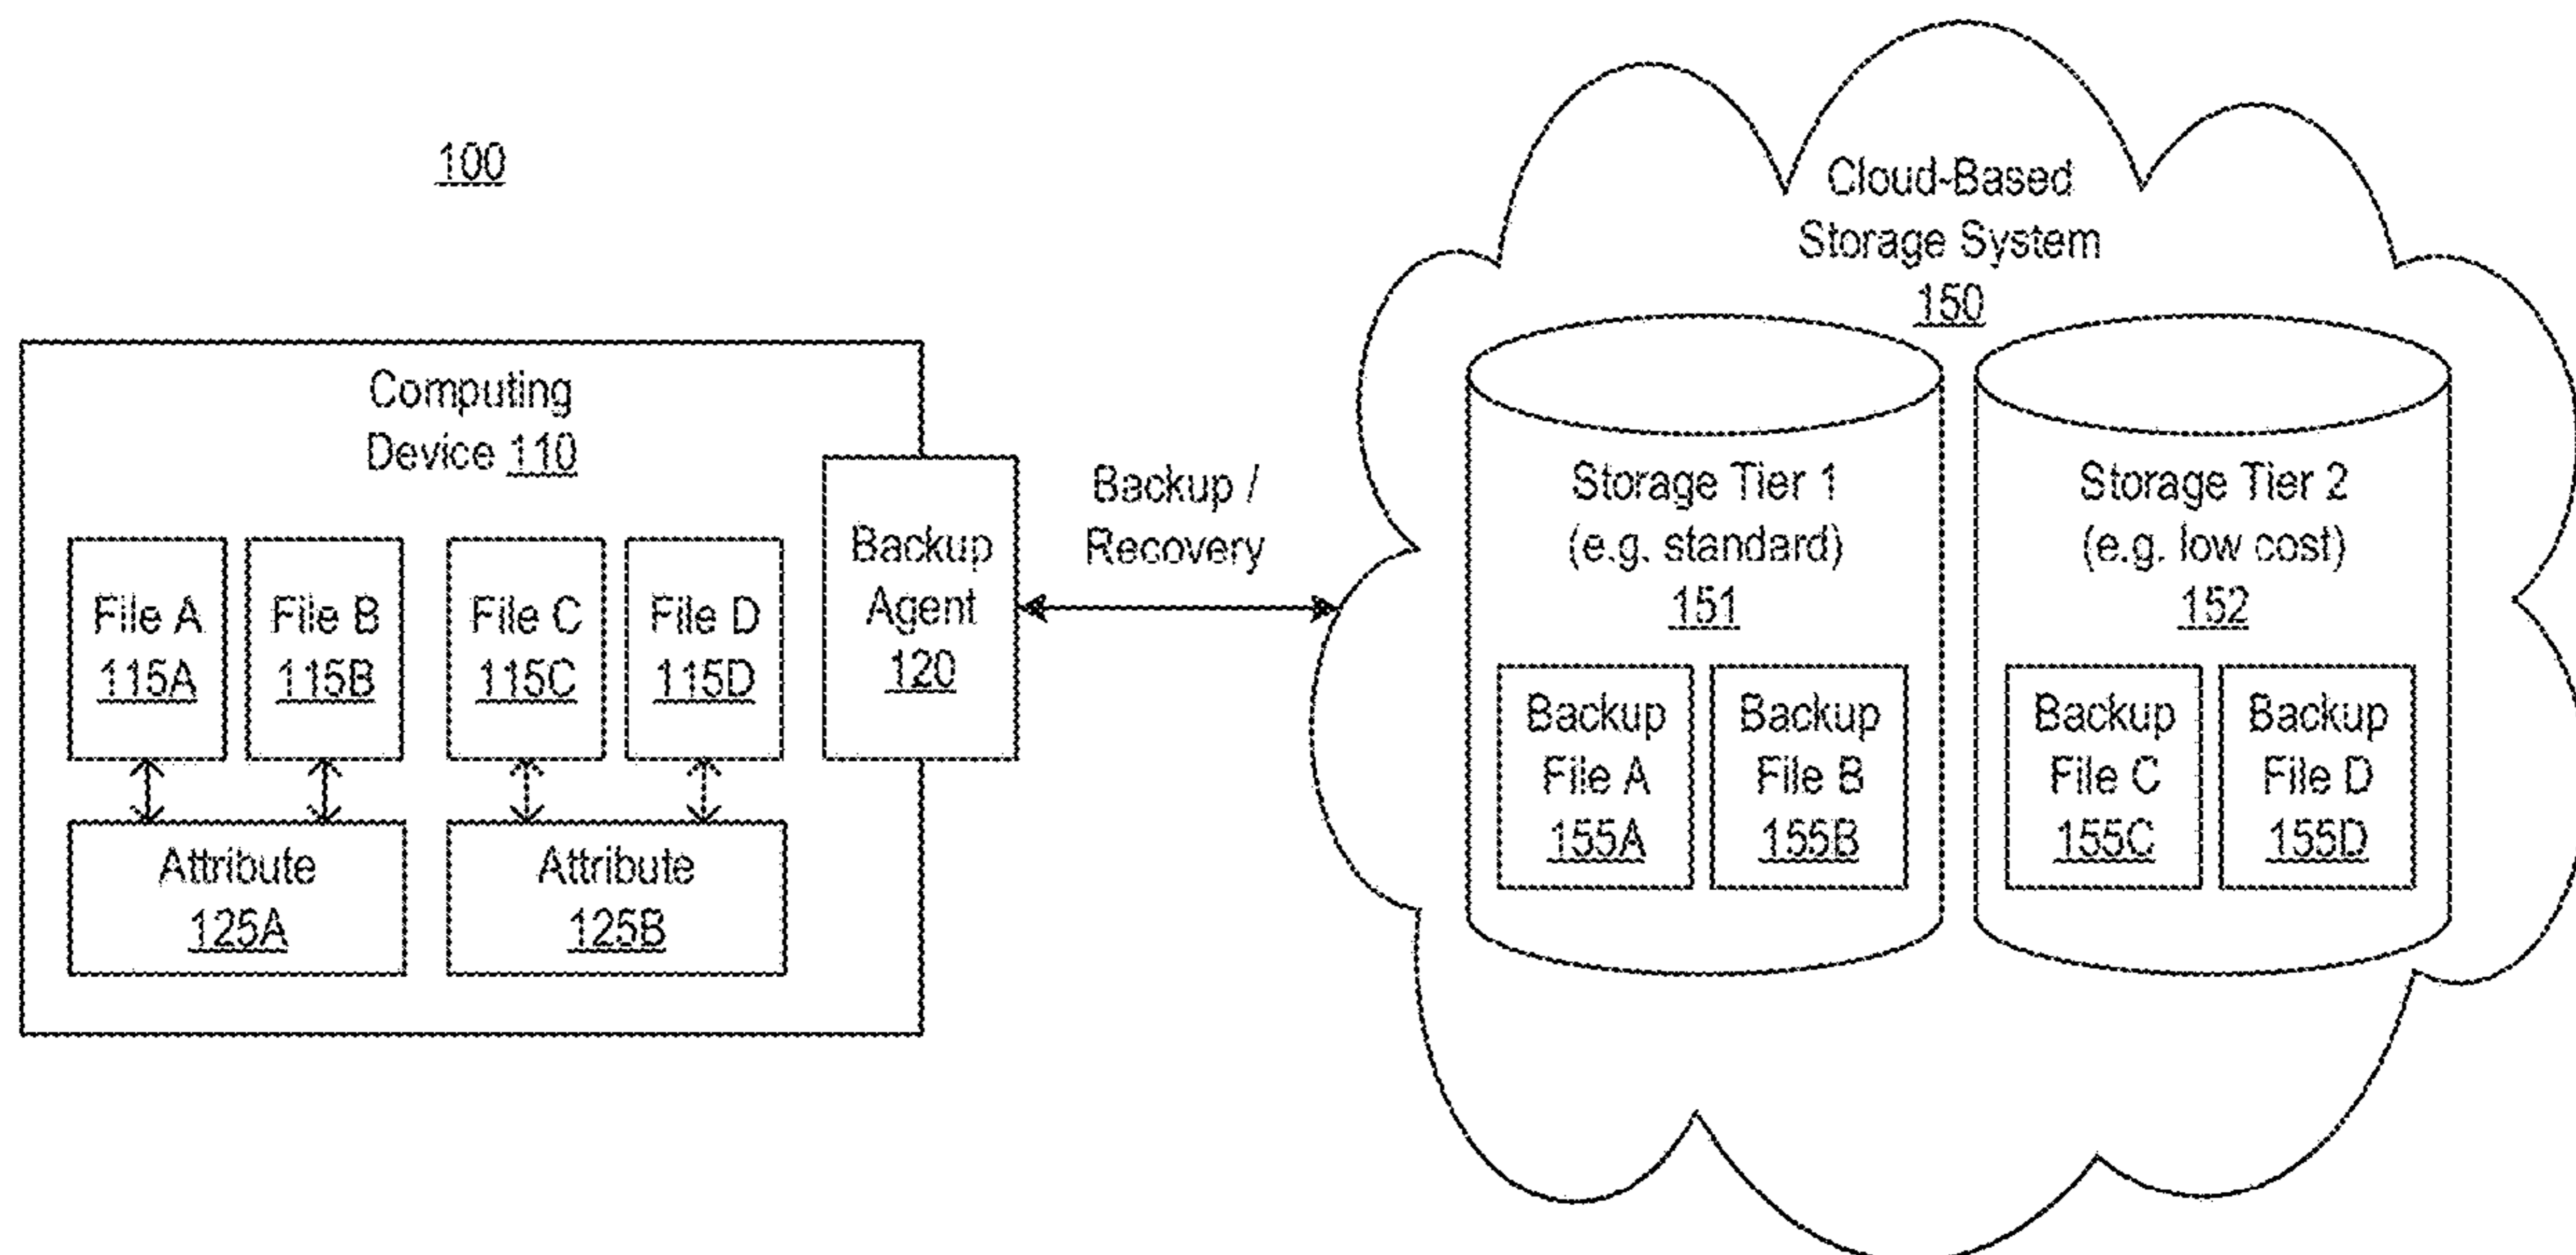 100
Cloud-Based
Storage System
150
Computing
Device 110
File A
115A
File B
115B
File C
115C
File D
115D
Attribute
125A
Attribute
125B
Backup
Agent
120
Backup /
Recovery
Storage Tier 1
(e.g. standard)
151
Backup
File A
155A
Backup
File B
155B
Storage Tier 2
(e.g. low cost)
152
Backup
File C
155C
Backup
File D
155D